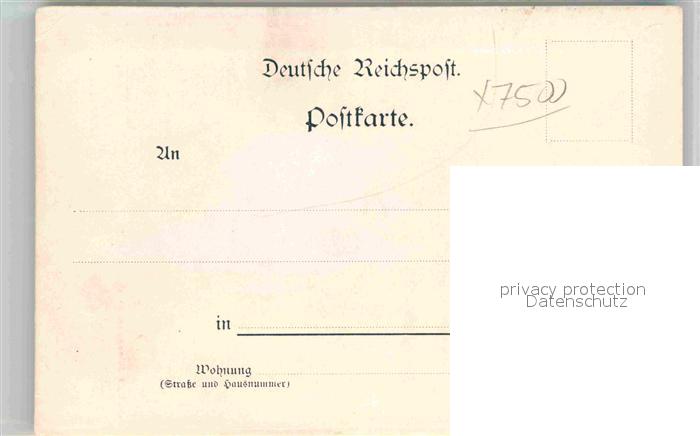 Deutſche Reichspoſt.
x7500
Poſtkarte.
An
in
Wohnung
(Straße und Hausnummer)
privacy protection
Datenschutz